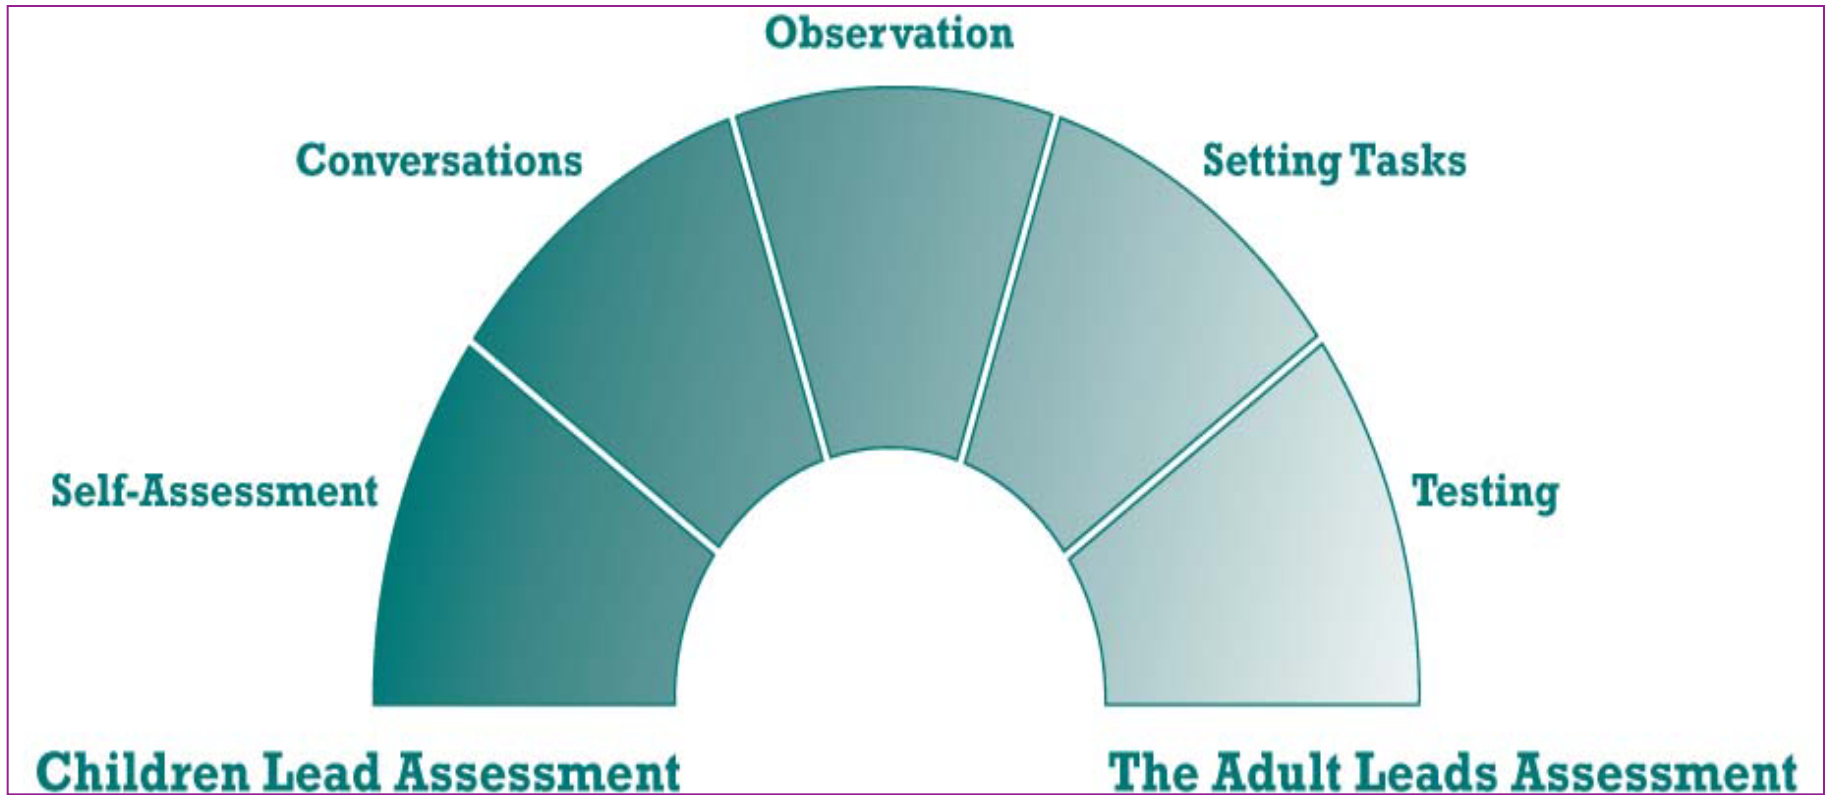 Observation
Conversations
Setting Tasks
Self-Assessment
Testing
Children Lead Assessment
The Adult Leads Assessment